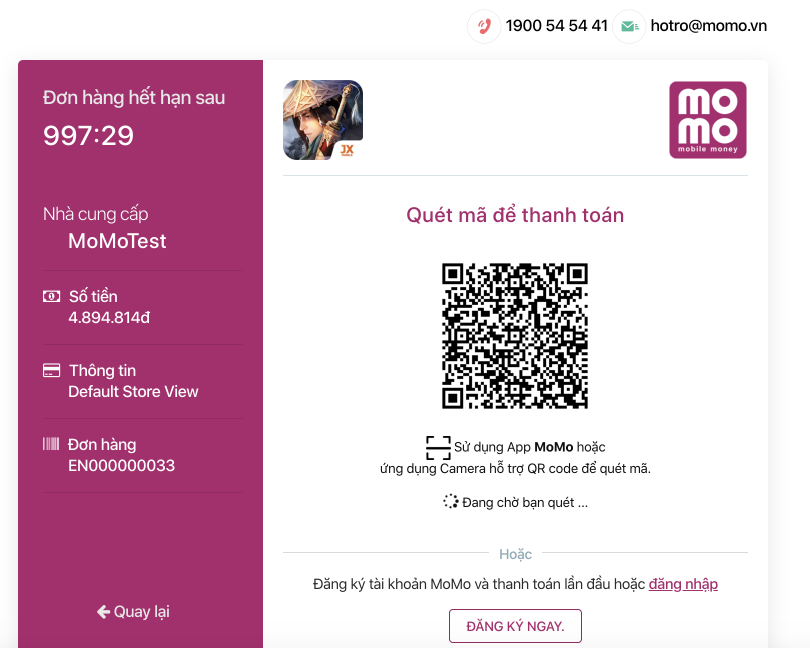 1900 54 54 41 hotro@momo.vn
Đơn hàng hết hạn sau
997:29
Nhà cung cấp
MoMoTest
Số tiền
4.894.814đ
Thông tin
Default Store View
Đơn hàng
EN000000033
Quay lại
JX
mo
mo
mobile money
Quét mã để thanh toán
Sử dụng App MoMo hoặc
ứng dụng Camera hỗ trợ QR code để quét mã.
Đang chờ bạn quét ...
Hoặc
Đăng ký tài khoản MoMo và thanh toán lần đầu hoặc đăng nhập
ĐĂNG KÝ NGAY.